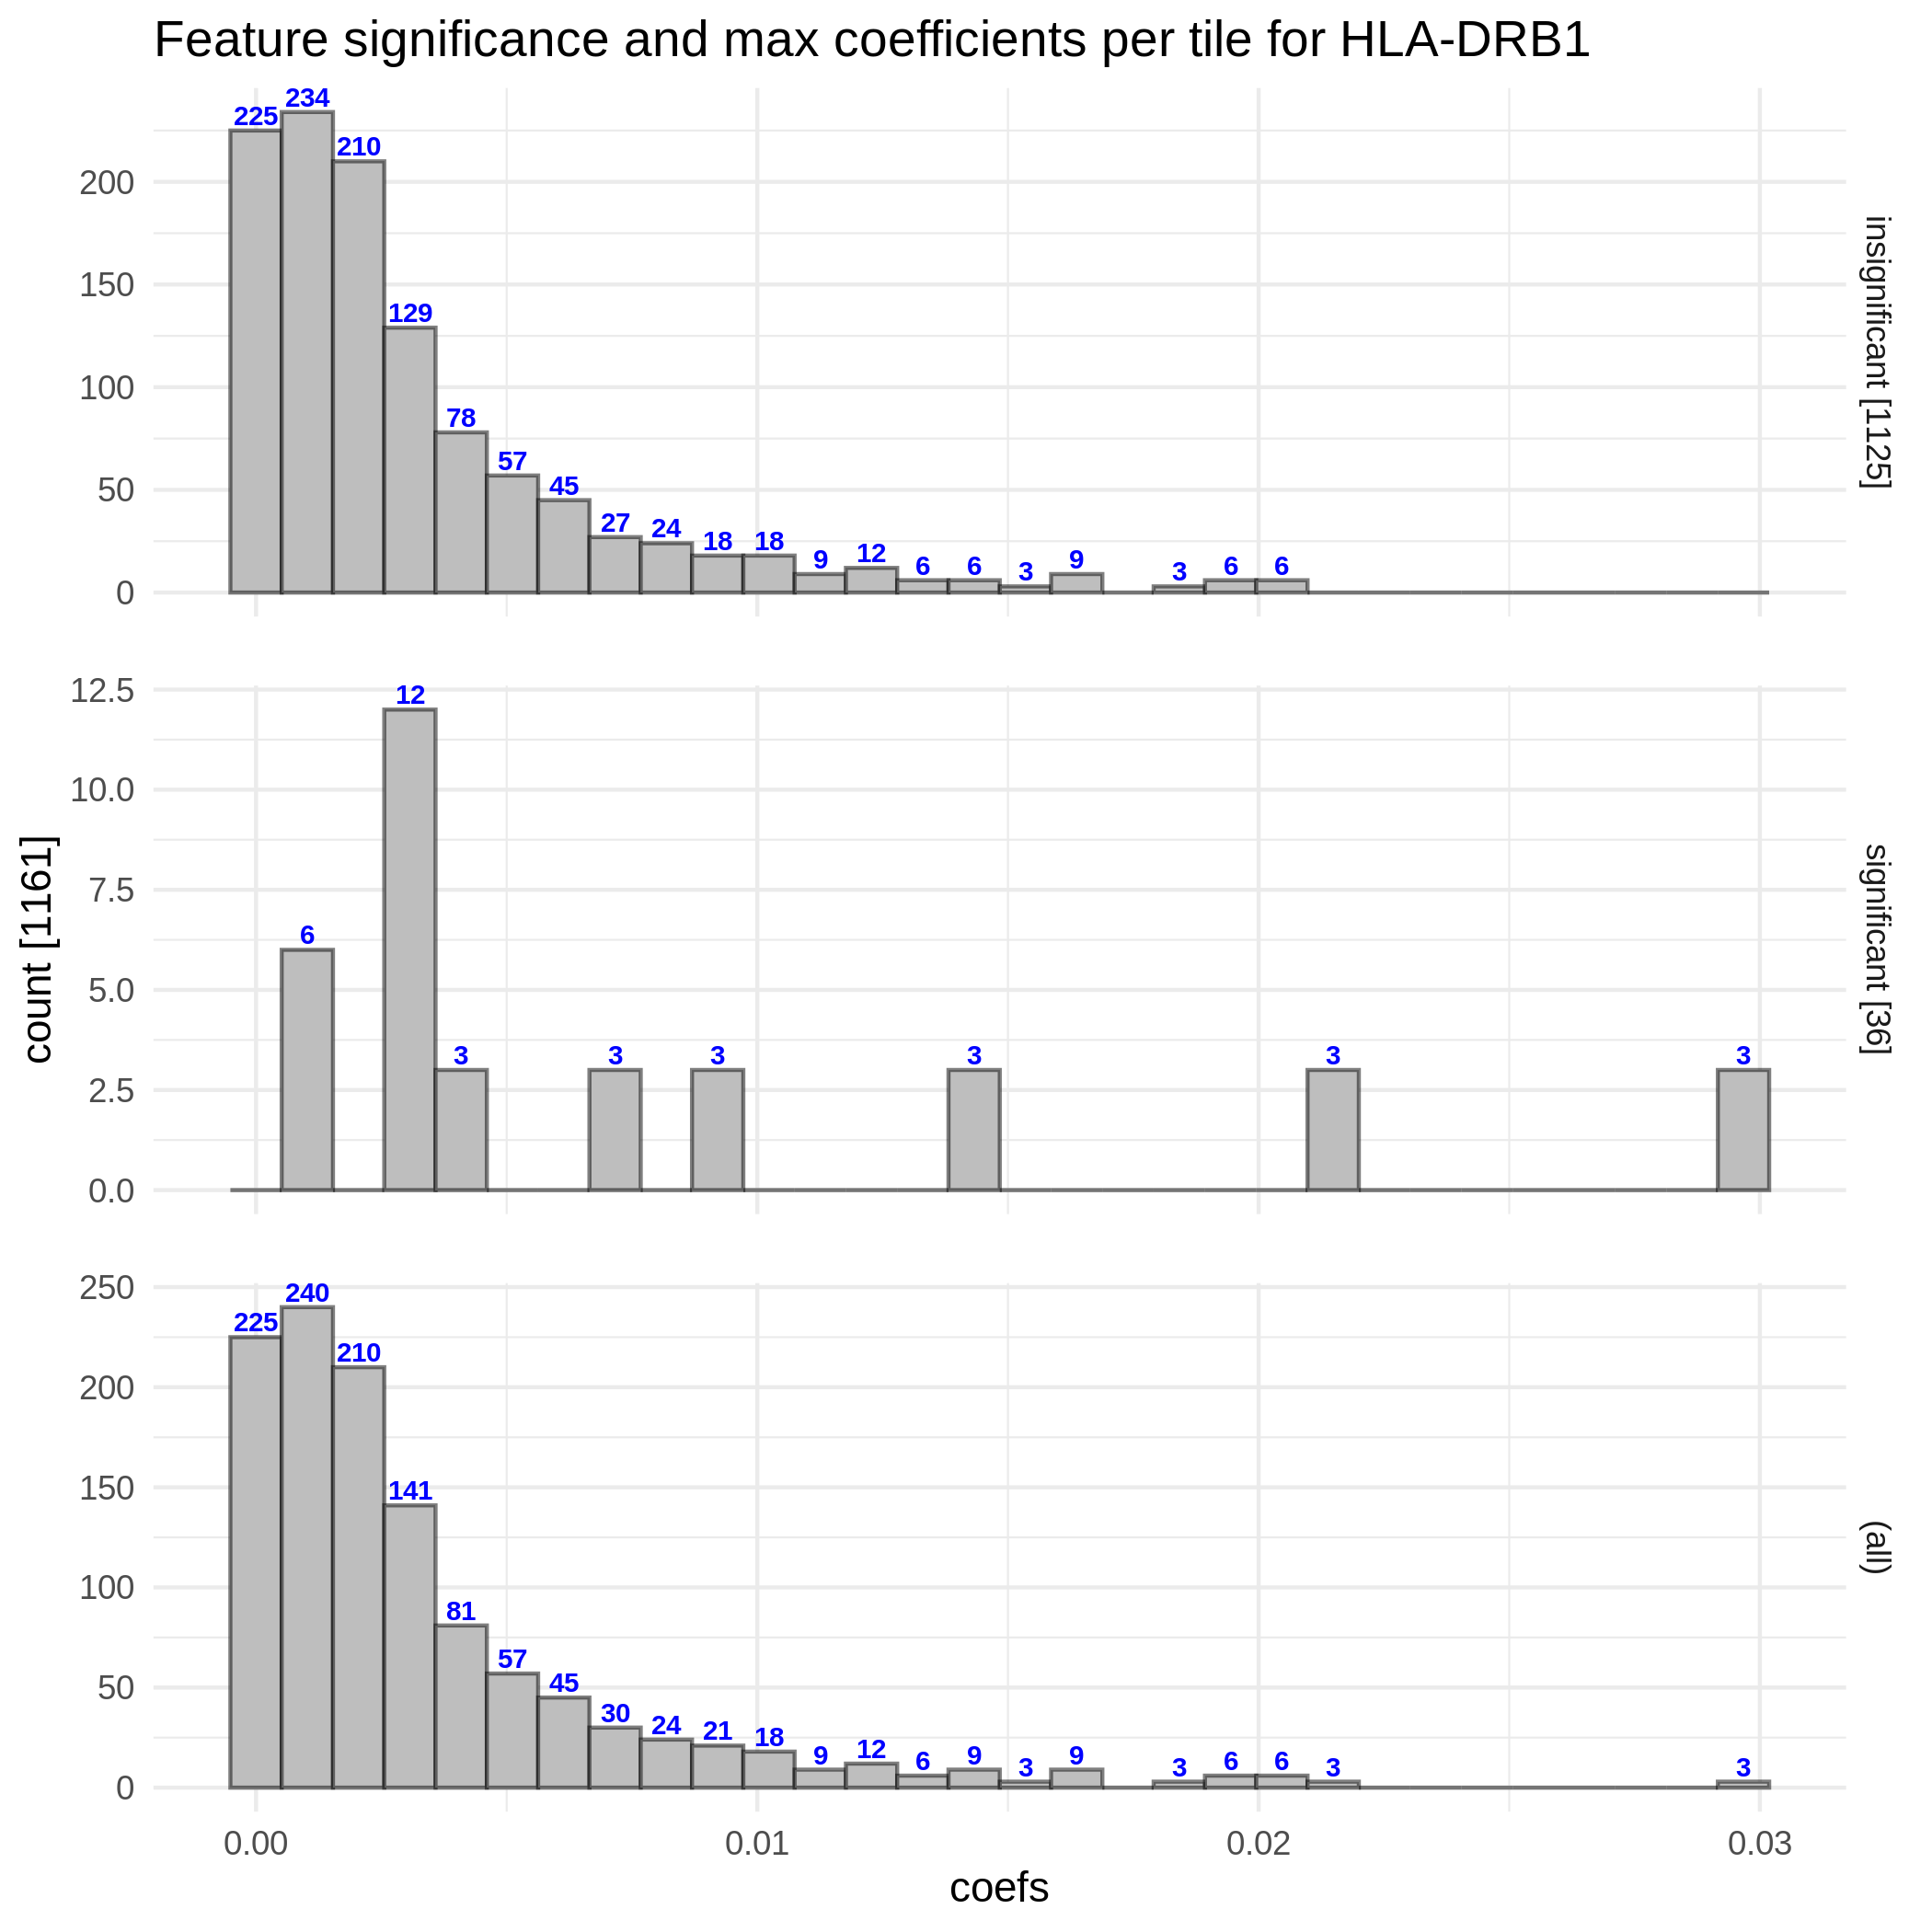 Feature significance and max coefficients per tile for HLA-DRB1
225 234 210 129 78 57 45 27 24 18 18 9 12 6 6 3 9 3 6 6
200
150
100
50
0
insignificant [1125]
12.5
10.0
7.5
5.0
2.5
0.0
6 12 3 3 3 3 3 3
significant [36]
count [1161]
250
200
150
100
50
0
225 240 210 141 81 57 45 30 24 21 18 9 12 6 9 3 9 3 6 6 3 3
(all)
0.00 0.01 0.02 0.03
coefs